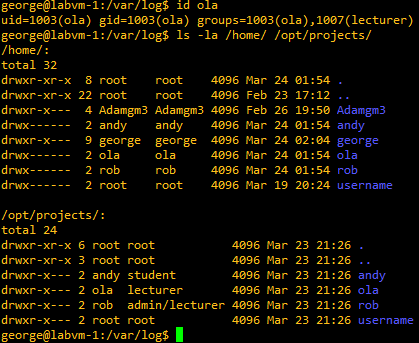 george@labvm-1:/var/log$ id ola
uid=1003(ola) gid=1003(ola) groups=1003(ola),1007(lecturer)
george@labvm-1:/var/log$ ls -la /home/ /opt/projects/
/home/:
total 32
drwxr-xr-x  8 root    root    4096 Mar 24 01:54 .
drwxr-xr-x 22 root    root    4096 Feb 23 17:12 ..
drwxr-x---  4 Adamgm3 Adamgm3 4096 Feb 26 19:50 Adamgm3
drwx------  2 andy    andy    4096 Mar 24 01:54 andy
drwxr-x---  9 george  george  4096 Mar 24 02:04 george
drwx------  2 ola     ola     4096 Mar 24 01:54 ola
drwx------  2 rob     rob     4096 Mar 24 01:54 rob
drwx------  2 root    root    4096 Mar 19 20:24 username

/opt/projects/:
total 24
drwxr-xr-x 6 root root           4096 Mar 23 21:26 .
drwxr-xr-x 3 root root           4096 Mar 23 21:26 ..
drwxr-x--- 2 andy student        4096 Mar 23 21:26 andy
drwxr-x--- 2 ola  lecturer       4096 Mar 23 21:26 ola
drwxr-x--- 2 rob  admin/lecturer 4096 Mar 23 21:26 rob
drwxr-x--- 2 root root           4096 Mar 23 21:26 username
george@labvm-1:/var/log$